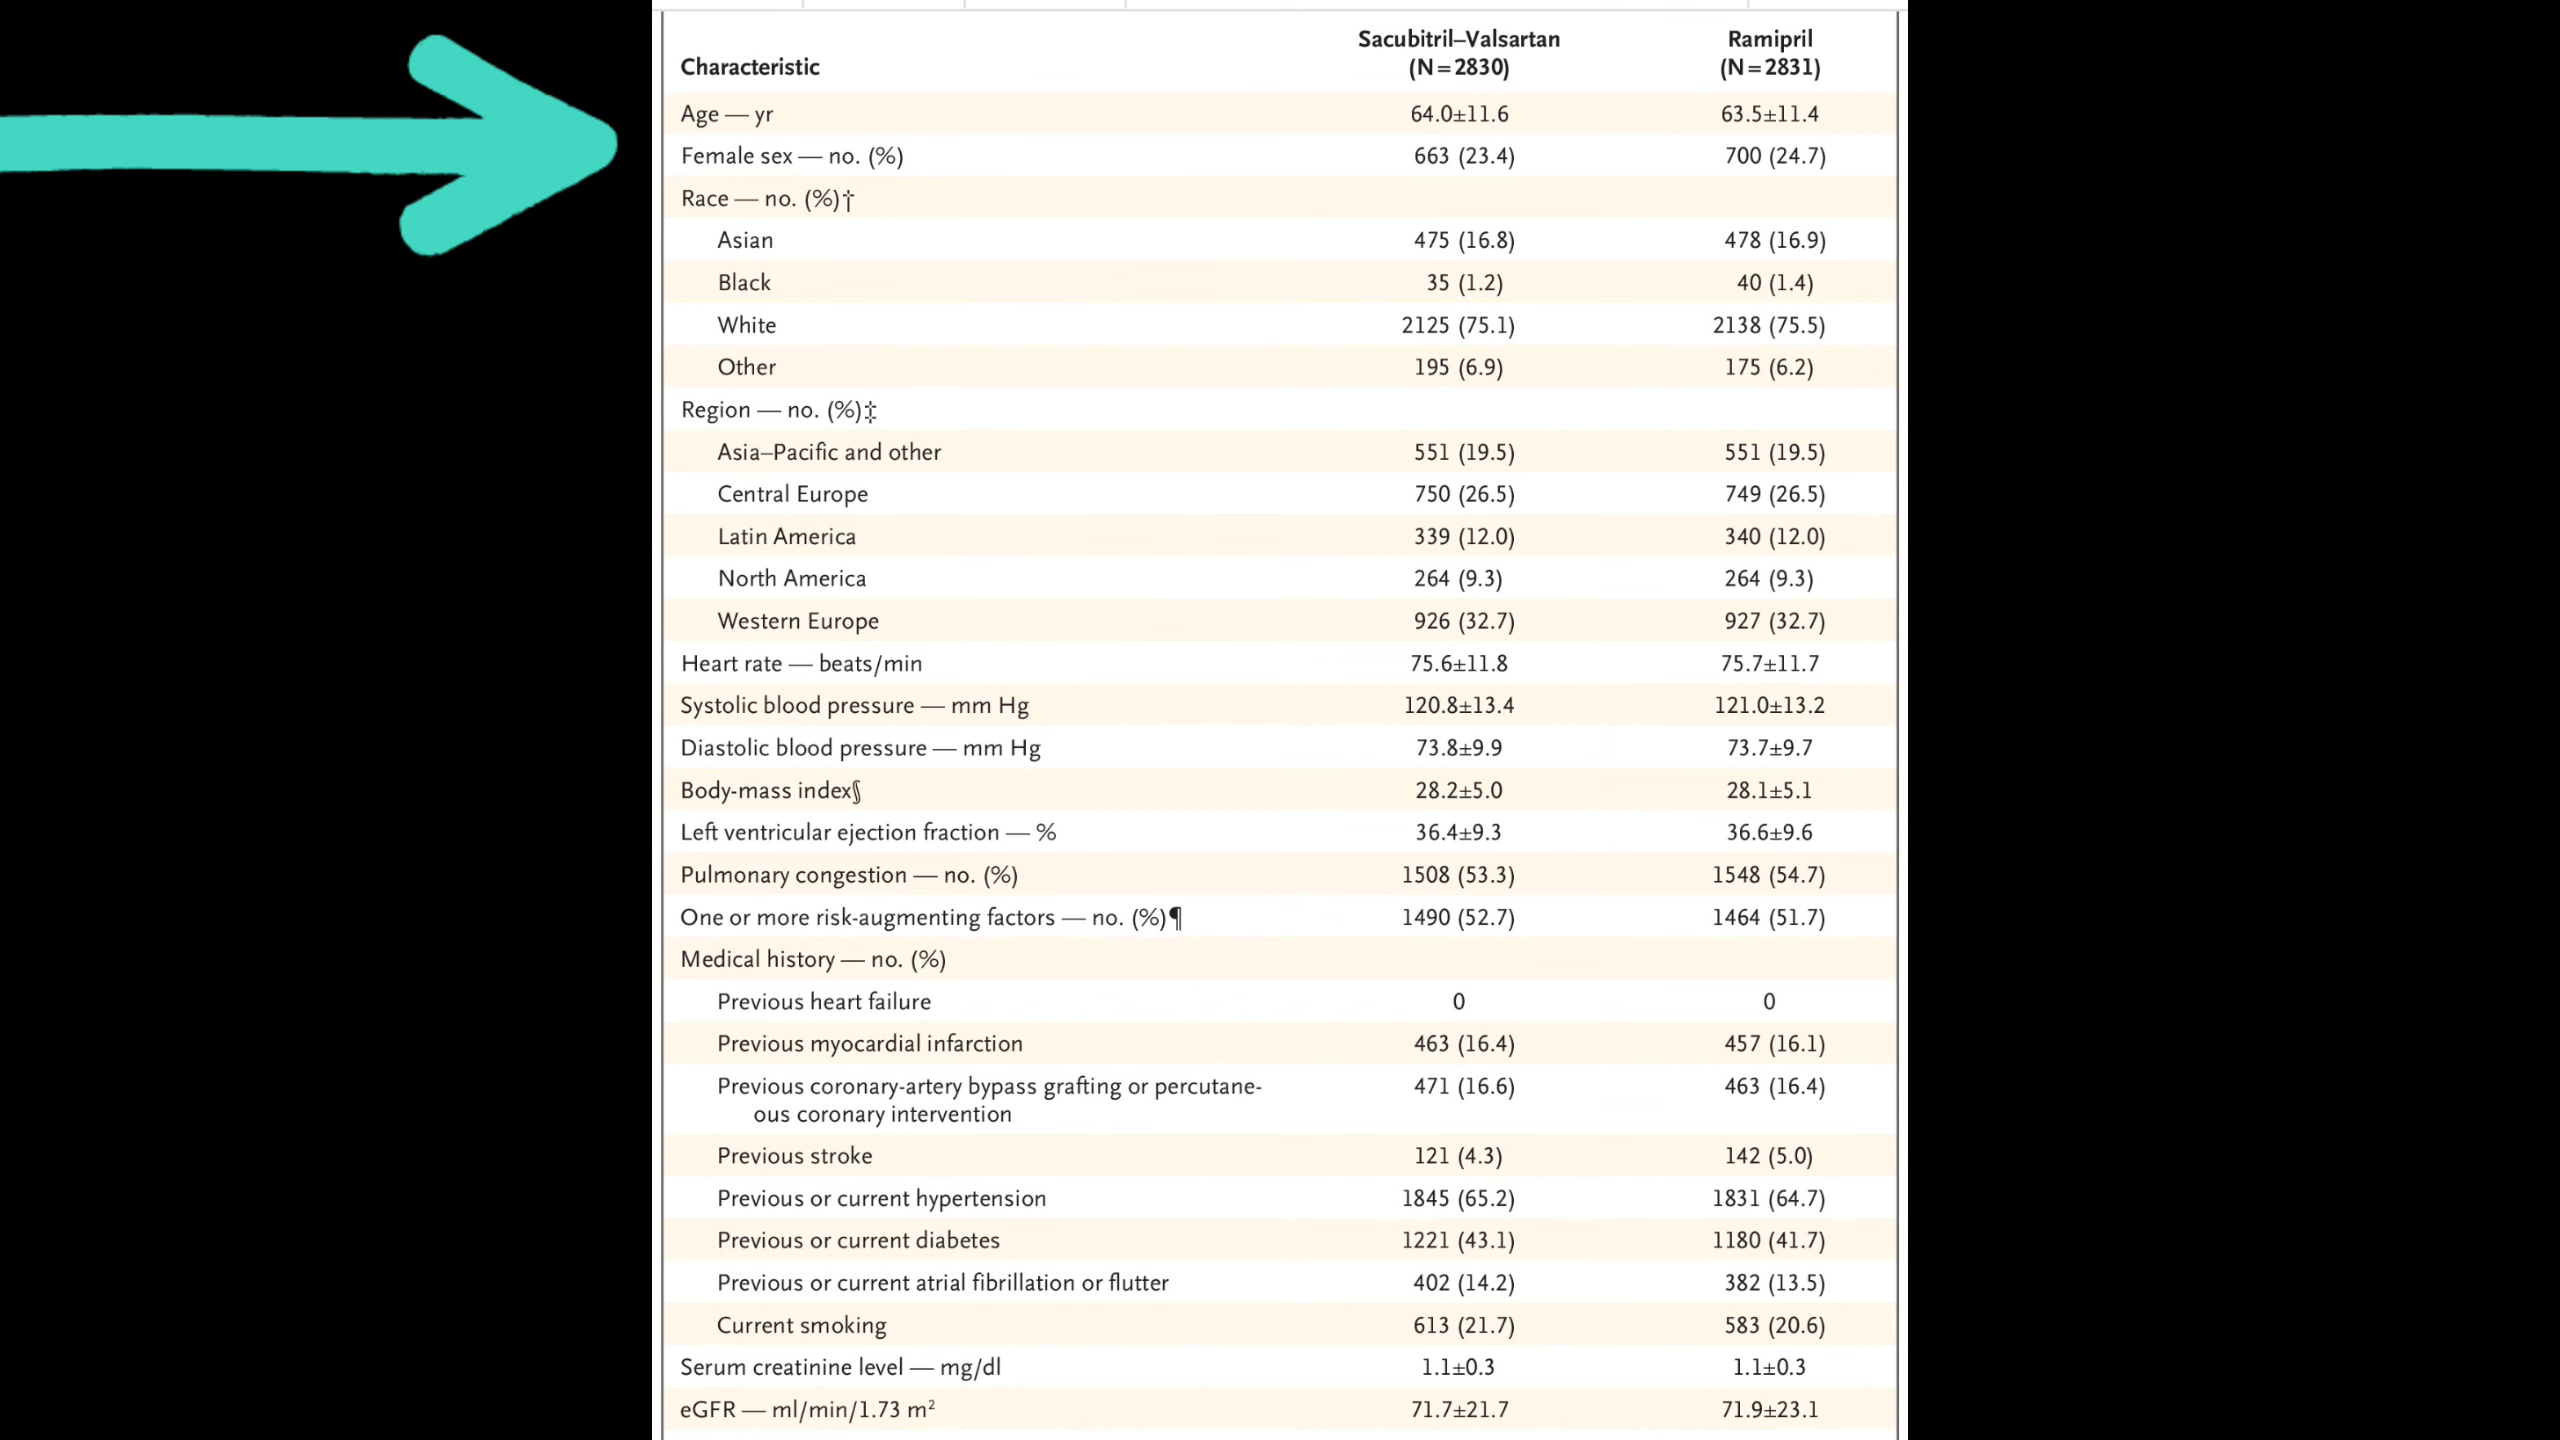 Sacubitril–Valsartan Ramipril
Characteristic (N=2830) (N=2831)
Age — yr 64.0±11.6 63.5±11.4
Female sex — no. (%) 663 (23.4) 700 (24.7)
Race — no. (%)†
Asian 475 (16.8) 478 (16.9)
Black 35 (1.2) 40 (1.4)
White 2125 (75.1) 2138 (75.5)
Other 195 (6.9) 175 (6.2)
Region — no. (%)‡
Asia–Pacific and other 551 (19.5) 551 (19.5)
Central Europe 750 (26.5) 749 (26.5)
Latin America 339 (12.0) 340 (12.0)
North America 264 (9.3) 264 (9.3)
Western Europe 926 (32.7) 927 (32.7)
Heart rate — beats/min 75.6±11.8 75.7±11.7
Systolic blood pressure — mm Hg 120.8±13.4 121.0±13.2
Diastolic blood pressure — mm Hg 73.8±9.9 73.7±9.7
Body-mass index§ 28.2±5.0 28.1±5.1
Left ventricular ejection fraction — % 36.4±9.3 36.6±9.6
Pulmonary congestion — no. (%) 1508 (53.3) 1548 (54.7)
One or more risk-augmenting factors — no. (%)¶ 1490 (52.7) 1464 (51.7)
Medical history — no. (%)
Previous heart failure 0 0
Previous myocardial infarction 463 (16.4) 457 (16.1)
Previous coronary-artery bypass grafting or percutane- 471 (16.6) 463 (16.4)
ous coronary intervention
Previous stroke 121 (4.3) 142 (5.0)
Previous or current hypertension 1845 (65.2) 1831 (64.7)
Previous or current diabetes 1221 (43.1) 1180 (41.7)
Previous or current atrial fibrillation or flutter 402 (14.2) 382 (13.5)
Current smoking 613 (21.7) 583 (20.6)
Serum creatinine level — mg/dl 1.1±0.3 1.1±0.3
eGFR — ml/min/1.73 m² 71.7±21.7 71.9±23.1